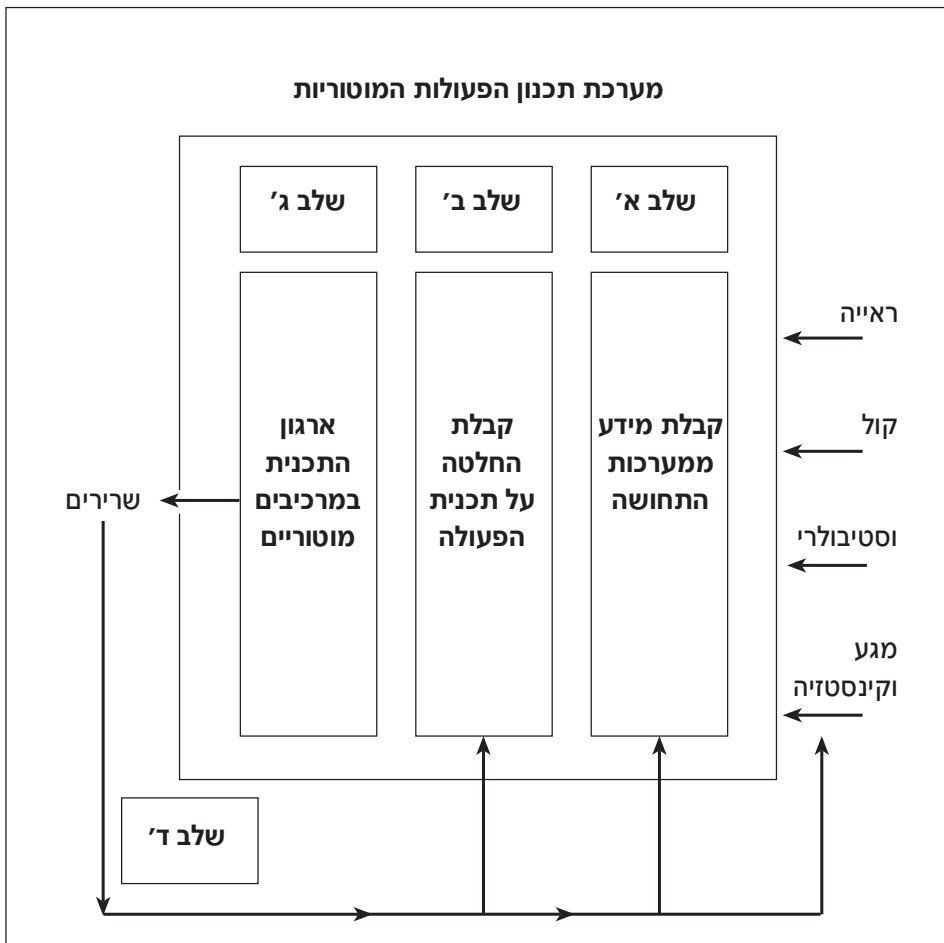 מערכת תכנון הפעולות המוטוריות
שלב א׳
שלב ב׳
שלב ג׳
ראייה
קול
וסטיבולרי
מגע
וקינסטזיה
קבלת מידע
ממערכות
התחושה
קבלת
החלטה
על תכנית
הפעולה
ארגון
התכנית
במרכיבים
מוטוריים
שרירים
שלב ד׳